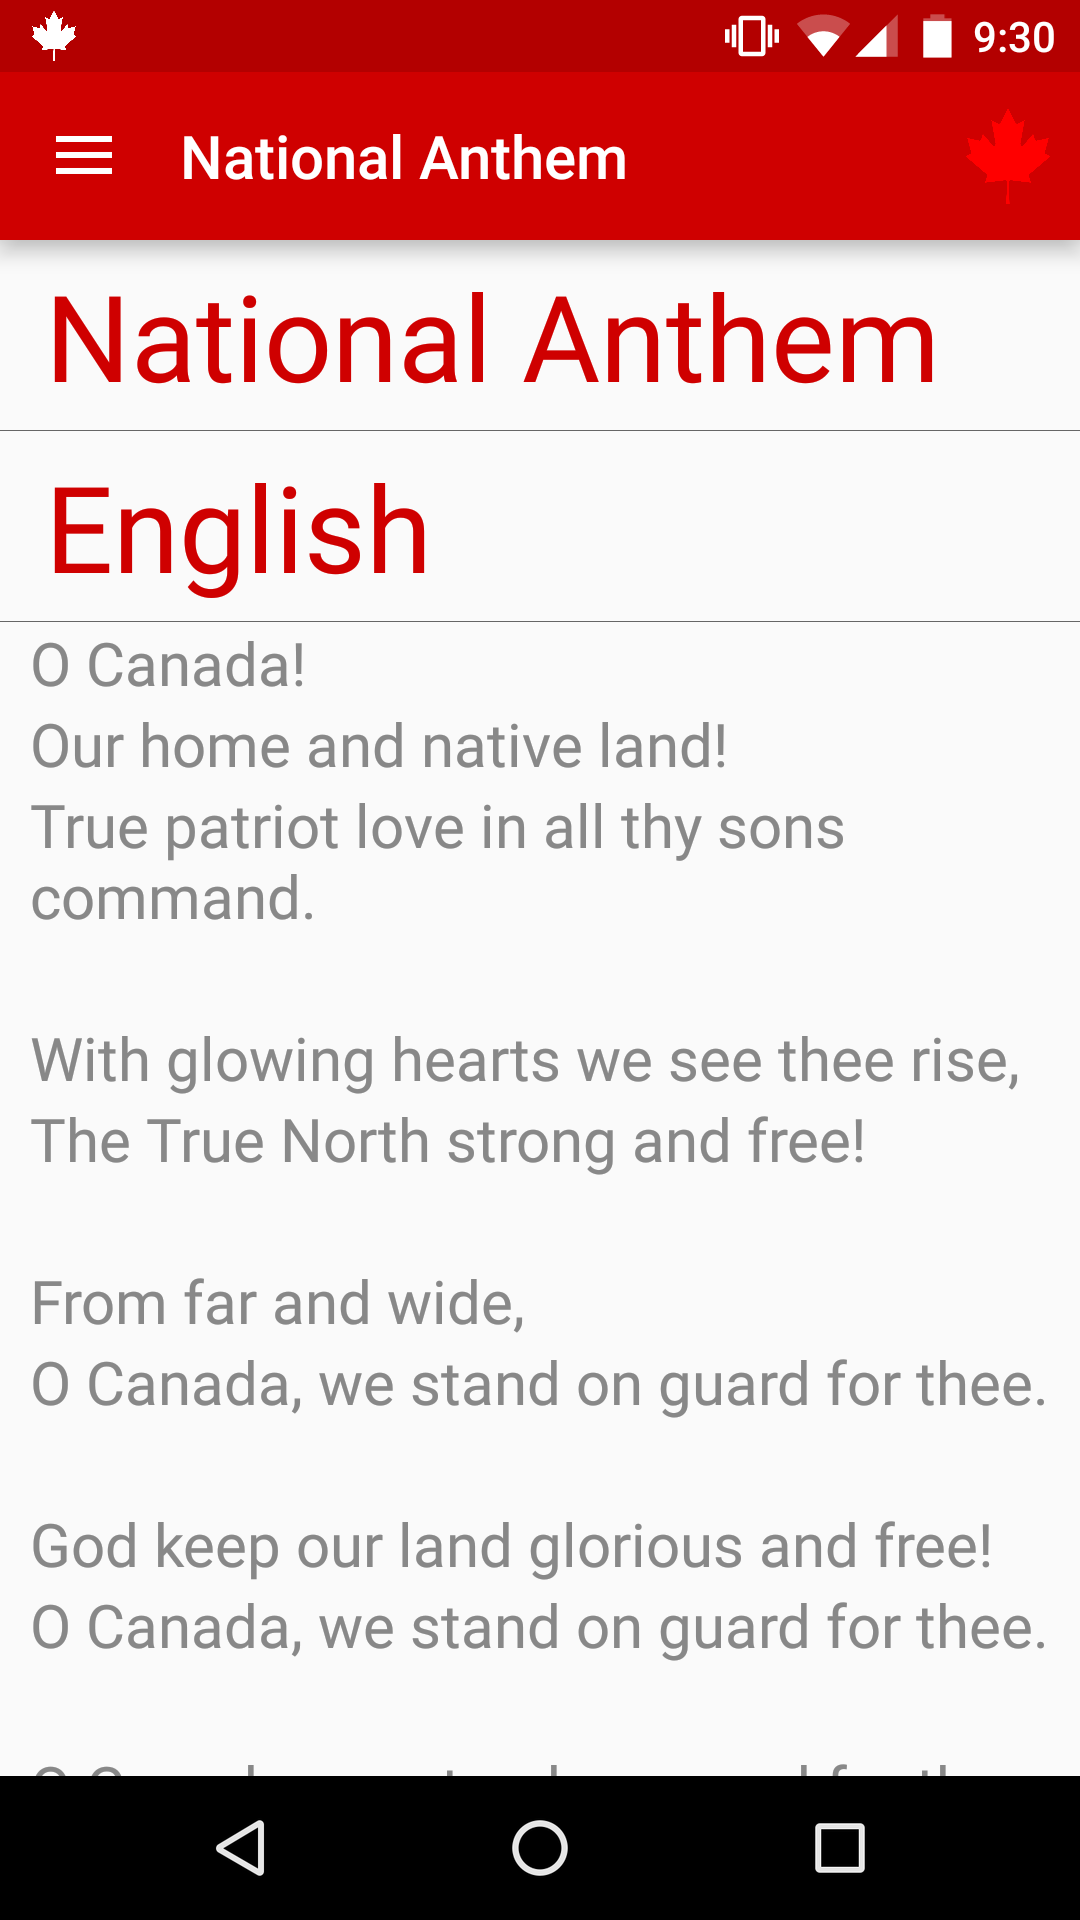 9:30
National Anthem
National Anthem
English
O Canada!
Our home and native land!
True patriot love in all thy sons
command.
With glowing hearts we see thee rise,
The True North strong and free!
From far and wide,
O Canada, we stand on guard for thee.
God keep our land glorious and free!
O Canada, we stand on guard for thee.